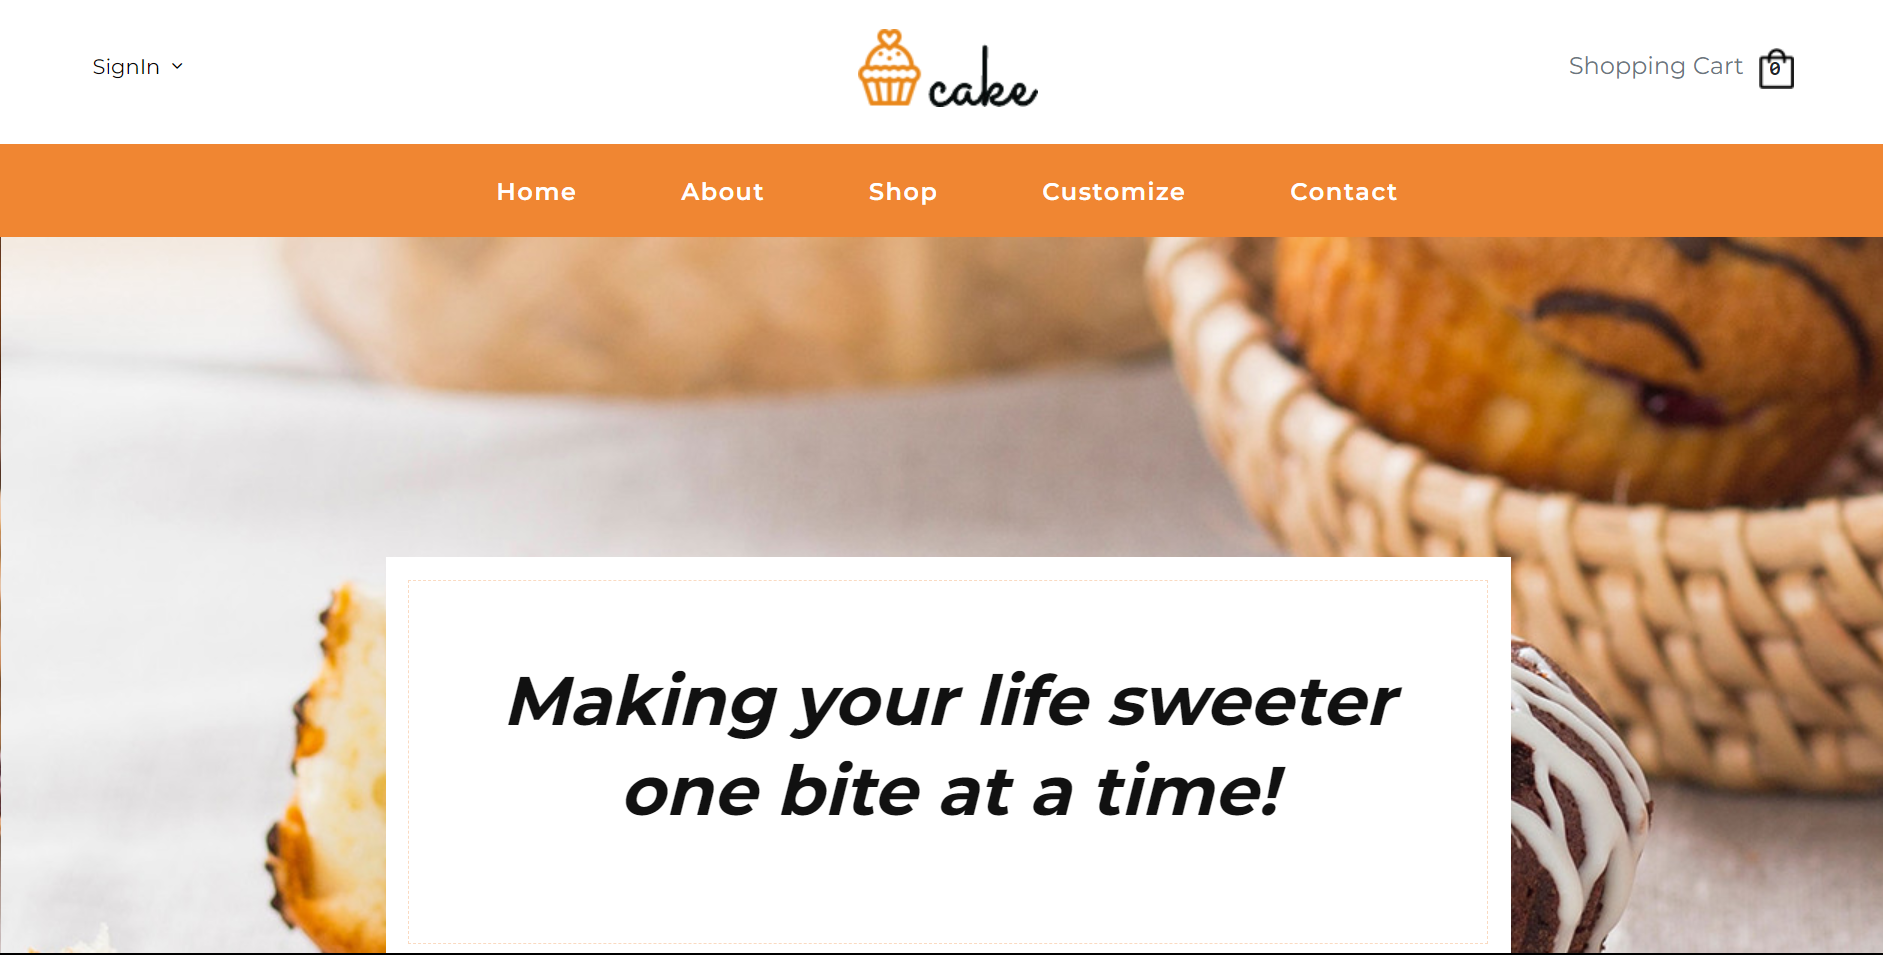 SignIn
cake
Shopping Cart
0
Home
About
Shop
Customize
Contact
Making your life sweeter
one bite at a time!